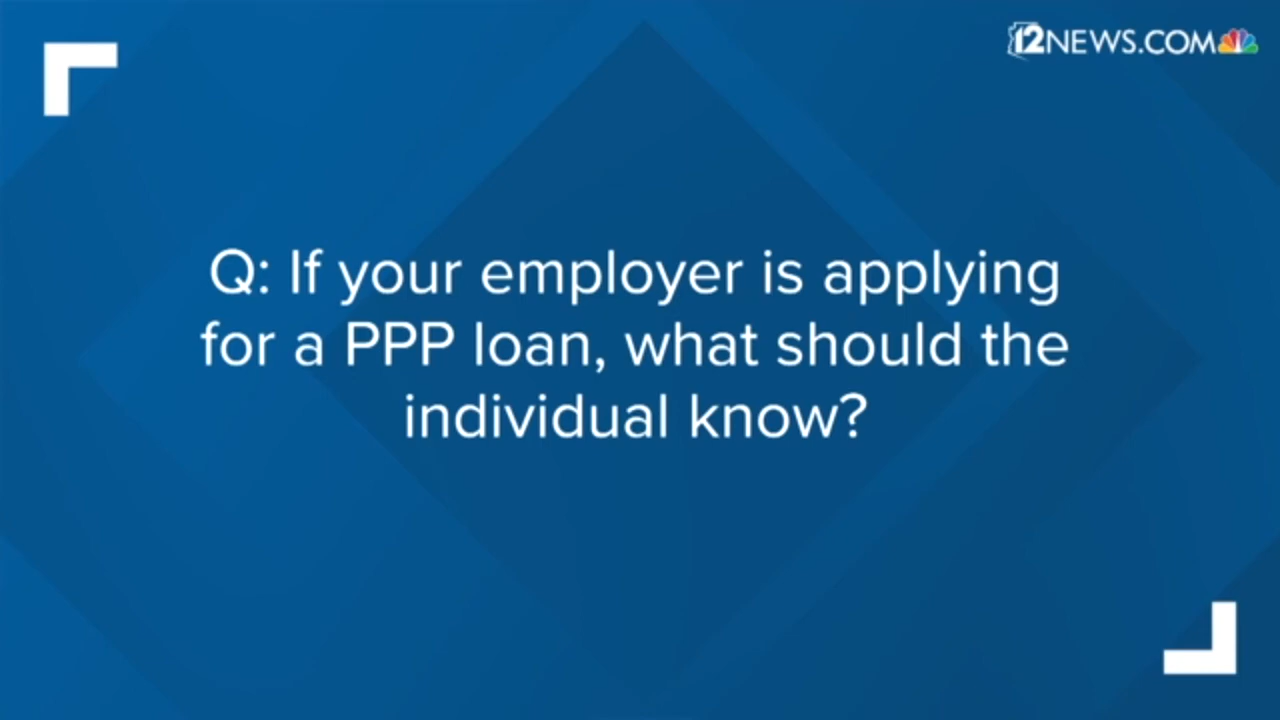 12NEWS.COM
Q: If your employer is applying
for a PPP loan, what should the
individual know?